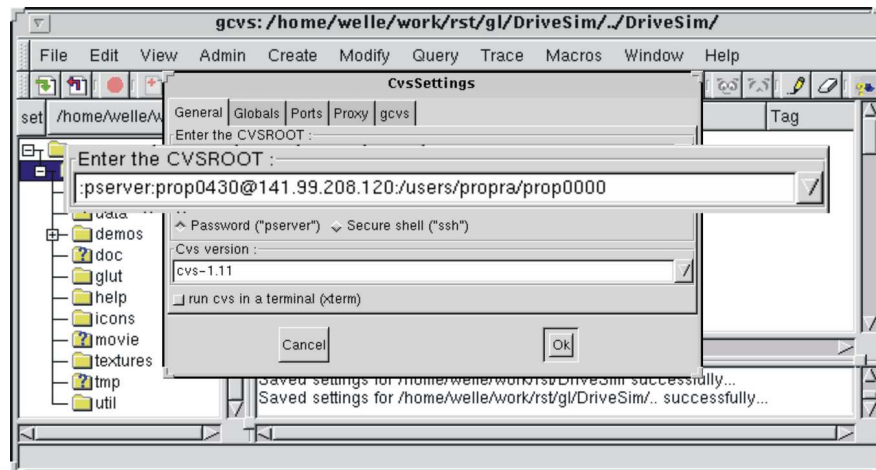 gcvs:/home/welle/work/rst/gl/DriveSim/../DriveSim/
File Edit View Admin Create Modify Query Trace Macros Window Help
CvsSettings
set /home/welle/w
General Globals Ports Proxy gcvs
Tag
Enter the CVSROOT :
Enter the CVSROOT :
:pserver:prop0430@141.99.208.120:/users/propra/prop0000
data
Password ("pserver") Secure shell ("ssh")
demos
Cvs version :
doc
cvs-1.11
glut
help
run cvs in a terminal (xterm)
icons
movie
Cancel Ok
textures
tmp
Saved settings for /home/welle/work/rst/DriveSim successfully...
util
Saved settings for /home/welle/work/rst/gl/DriveSim/.. successfully...